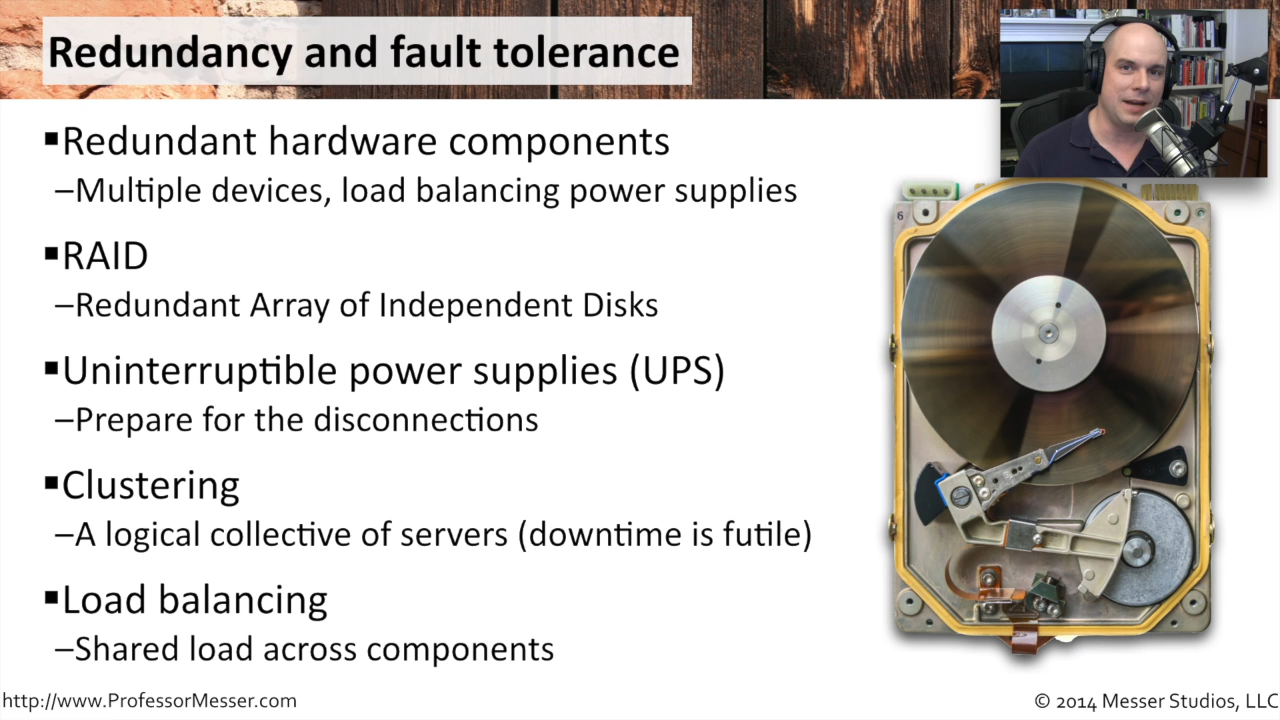 Redundancy and fault tolerance
▪Redundant hardware components
–Multiple devices, load balancing power supplies
▪RAID
–Redundant Array of Independent Disks
▪Uninterruptible power supplies (UPS)
–Prepare for the disconnections
▪Clustering
–A logical collective of servers (downtime is futile)
▪Load balancing
–Shared load across components
6
http://www.ProfessorMesser.com
© 2014 Messer Studios, LLC